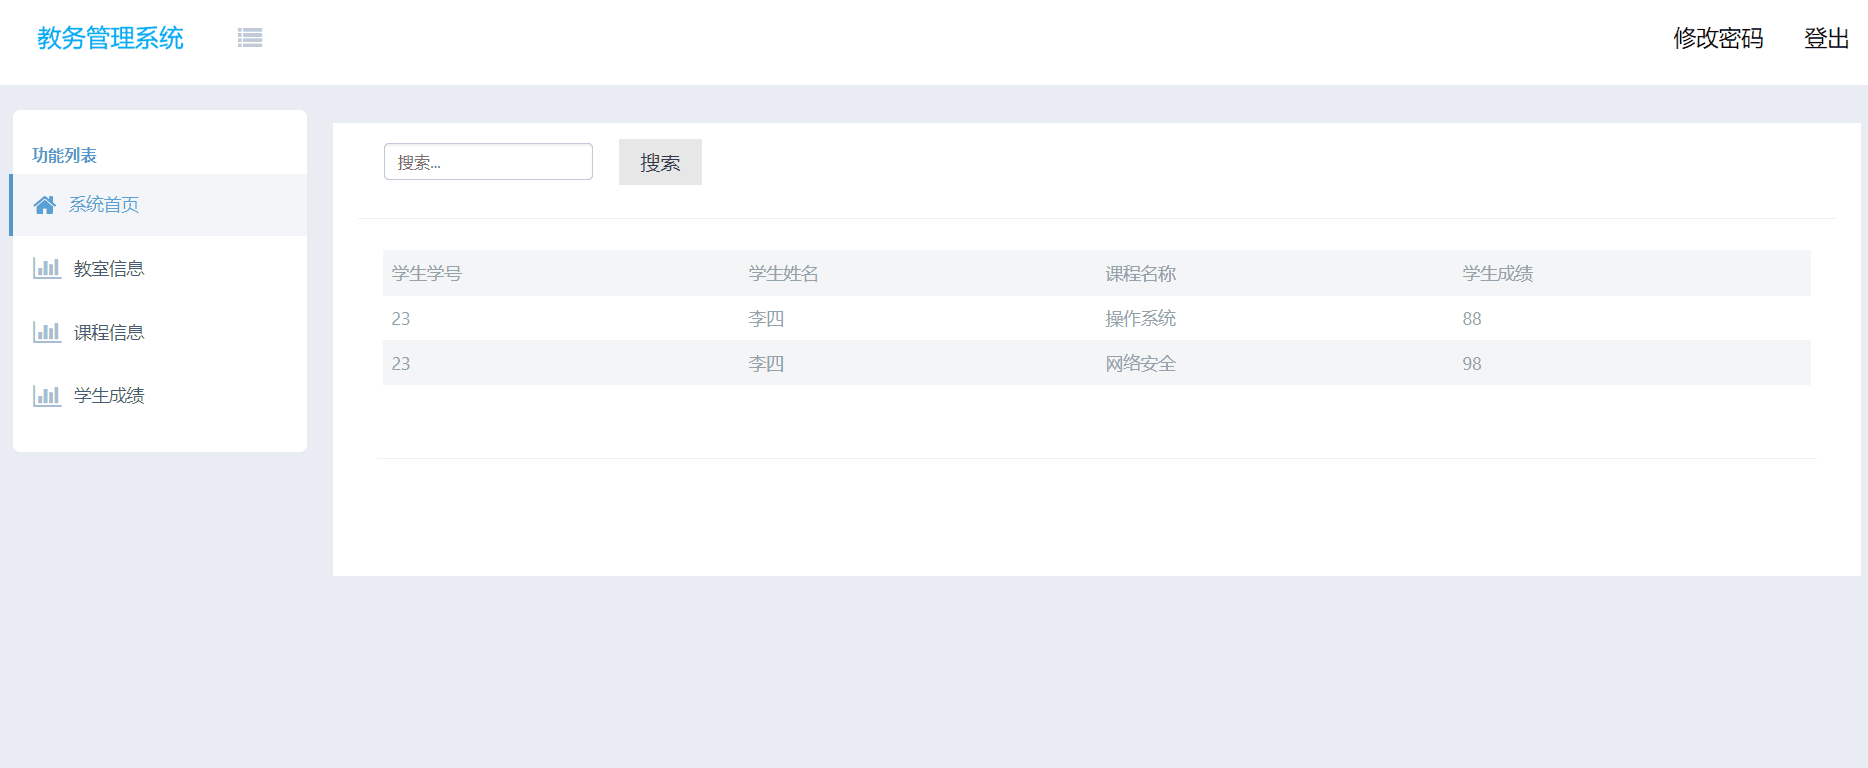 教务管理系统
修改密码 登出
功能列表
系统首页
教室信息
课程信息
学生成绩
搜索... 搜索
学生学号 学生姓名 课程名称 学生成绩
23 李四 操作系统 88
23 李四 网络安全 98